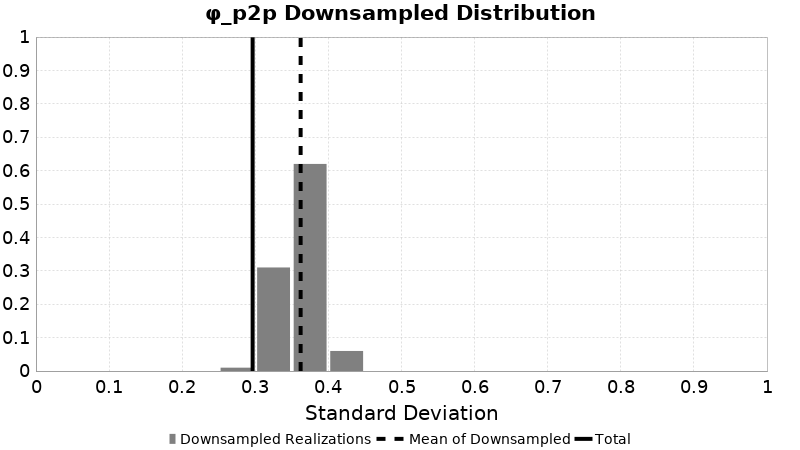 φ_p2p Downsampled Distribution
1
0.9
0.8
0.7
0.6
0.5
0.4
0.3
0.2
0.1
0
0 0.1 0.2 0.3 0.4 0.5 0.6 0.7 0.8 0.9 1
Standard Deviation
Downsampled Realizations Mean of Downsampled Total